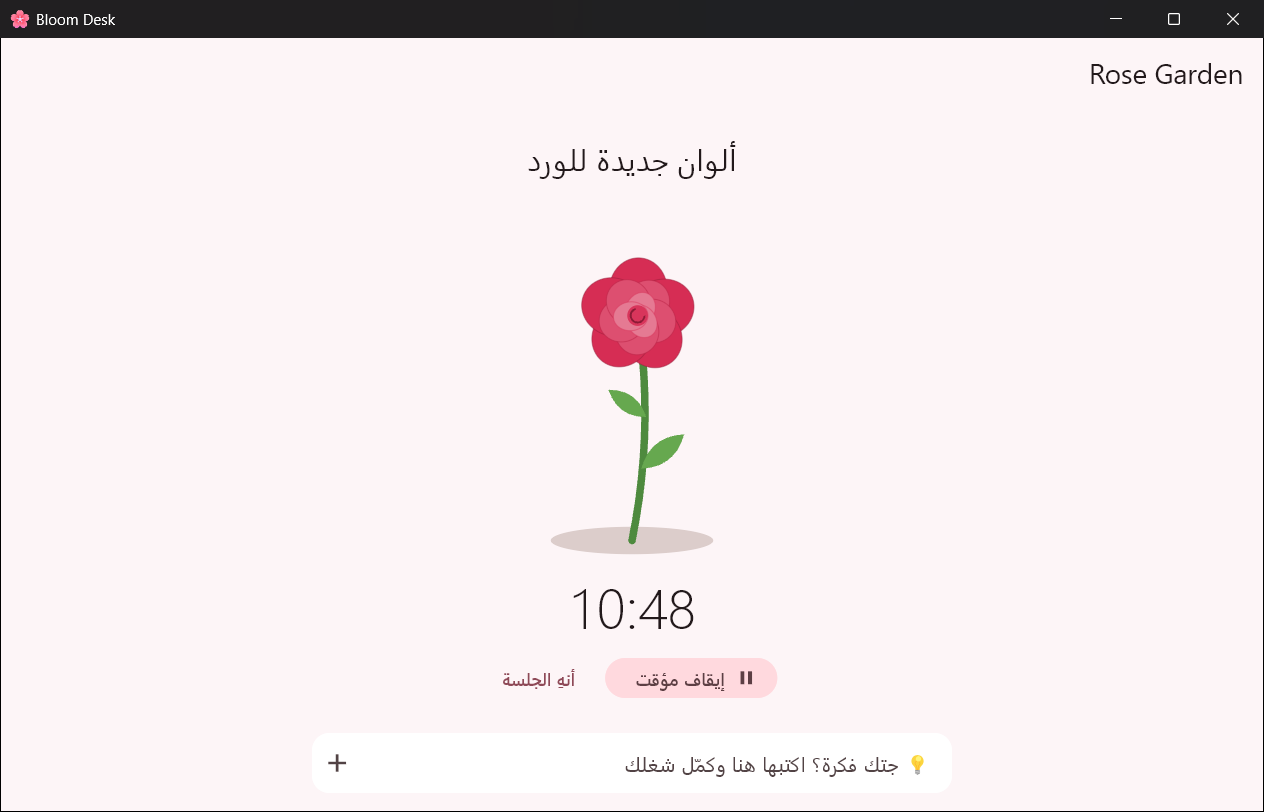 Bloom Desk
Rose Garden
ألوان جديدة للورد
10:48
إيقاف مؤقت
أنهِ الجلسة
💡 جتك فكرة؟ اكتبها هنا وكمّل شغلك